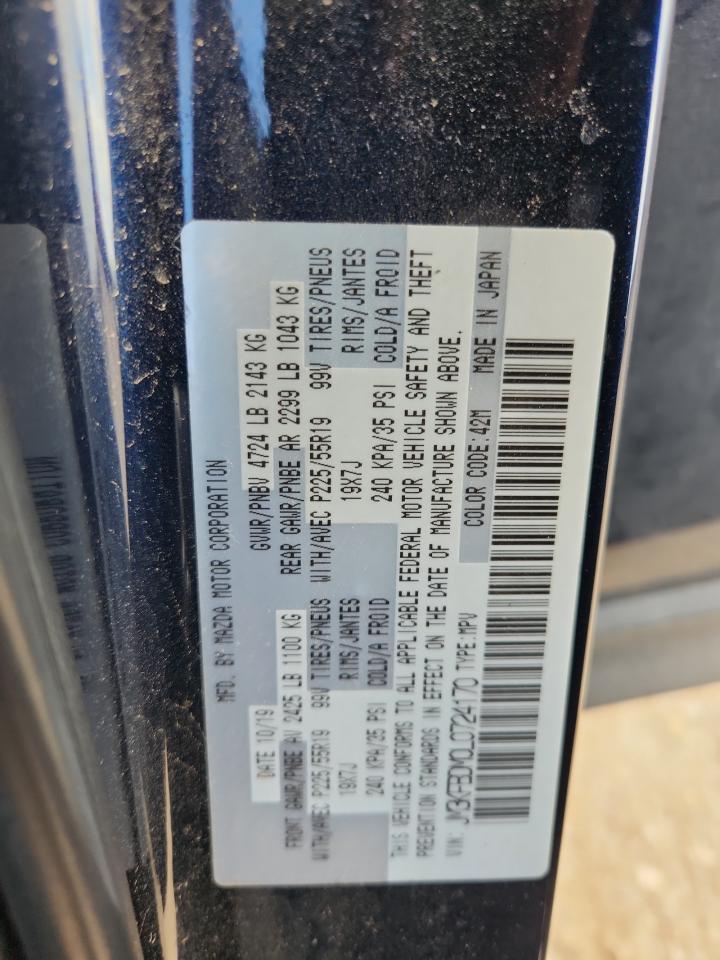 MFD. BY MAZDA MOTOR CORPORATION
DATE 10/19 GVWR/PNBV 4724 LB 2143 KG
FRONT GAWR/PNBE AV 2425 LB 1100 KG REAR GAWR/PNBE AR 2299 LB 1043 KG
WITH/AVEC P225/55R19 99V TIRES/PNEUS WITH/AVEC P225/55R19 99V TIRES/PNEUS
19X7J RIMS/JANTES 19X7J RIMS/JANTES
240 KPA/35 PSI COLD/A FROID 240 KPA/35 PSI COLD/A FROID
THIS VEHICLE CONFORMS TO ALL APPLICABLE FEDERAL MOTOR VEHICLE SAFETY AND THEFT
PREVENTION STANDARDS IN EFFECT ON THE DATE OF MANUFACTURE SHOWN ABOVE.
VIN: JM3KFBDM0L0724170 TYPE:MPV COLOR CODE:42M MADE IN JAPAN